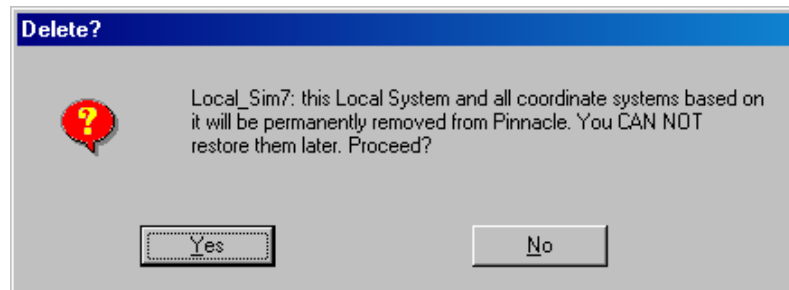 Delete?
Local_Sim7: this Local System and all coordinate systems based on
it will be permanently removed from Pinnacle. You CAN NOT
restore them later. Proceed?
?
Yes
No